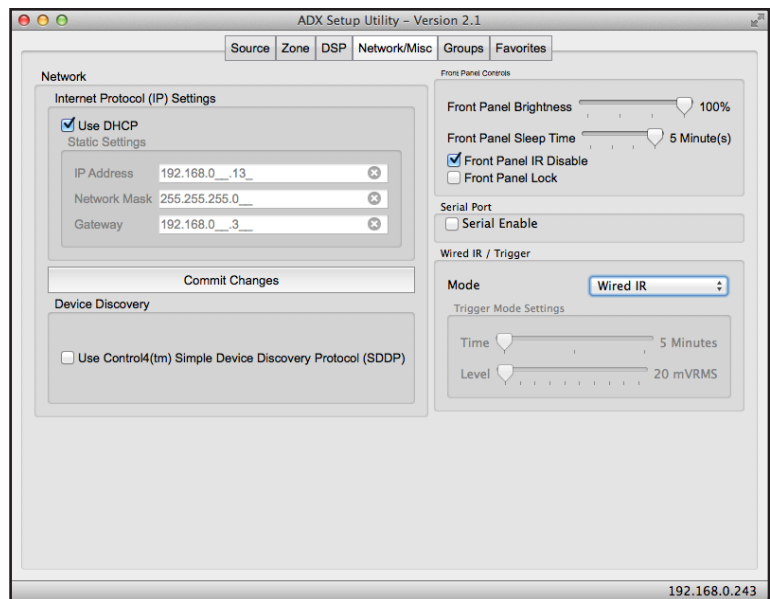 ADX Setup Utility – Version 2.1
Source Zone DSP Network/Misc Groups Favorites
Network
Internet Protocol (IP) Settings
Use DHCP
Static Settings
IP Address 192.168.0__.13_
Network Mask 255.255.255.0__
Gateway 192.168.0__.3__
Commit Changes
Device Discovery
Use Control4(tm) Simple Device Discovery Protocol (SDDP)
Front Panel Controls
Front Panel Brightness 100%
Front Panel Sleep Time 5 Minute(s)
Front Panel IR Disable
Front Panel Lock
Serial Port
Serial Enable
Wired IR / Trigger
Mode Wired IR
Trigger Mode Settings
Time 5 Minutes
Level 20 mVRMS
192.168.0.243